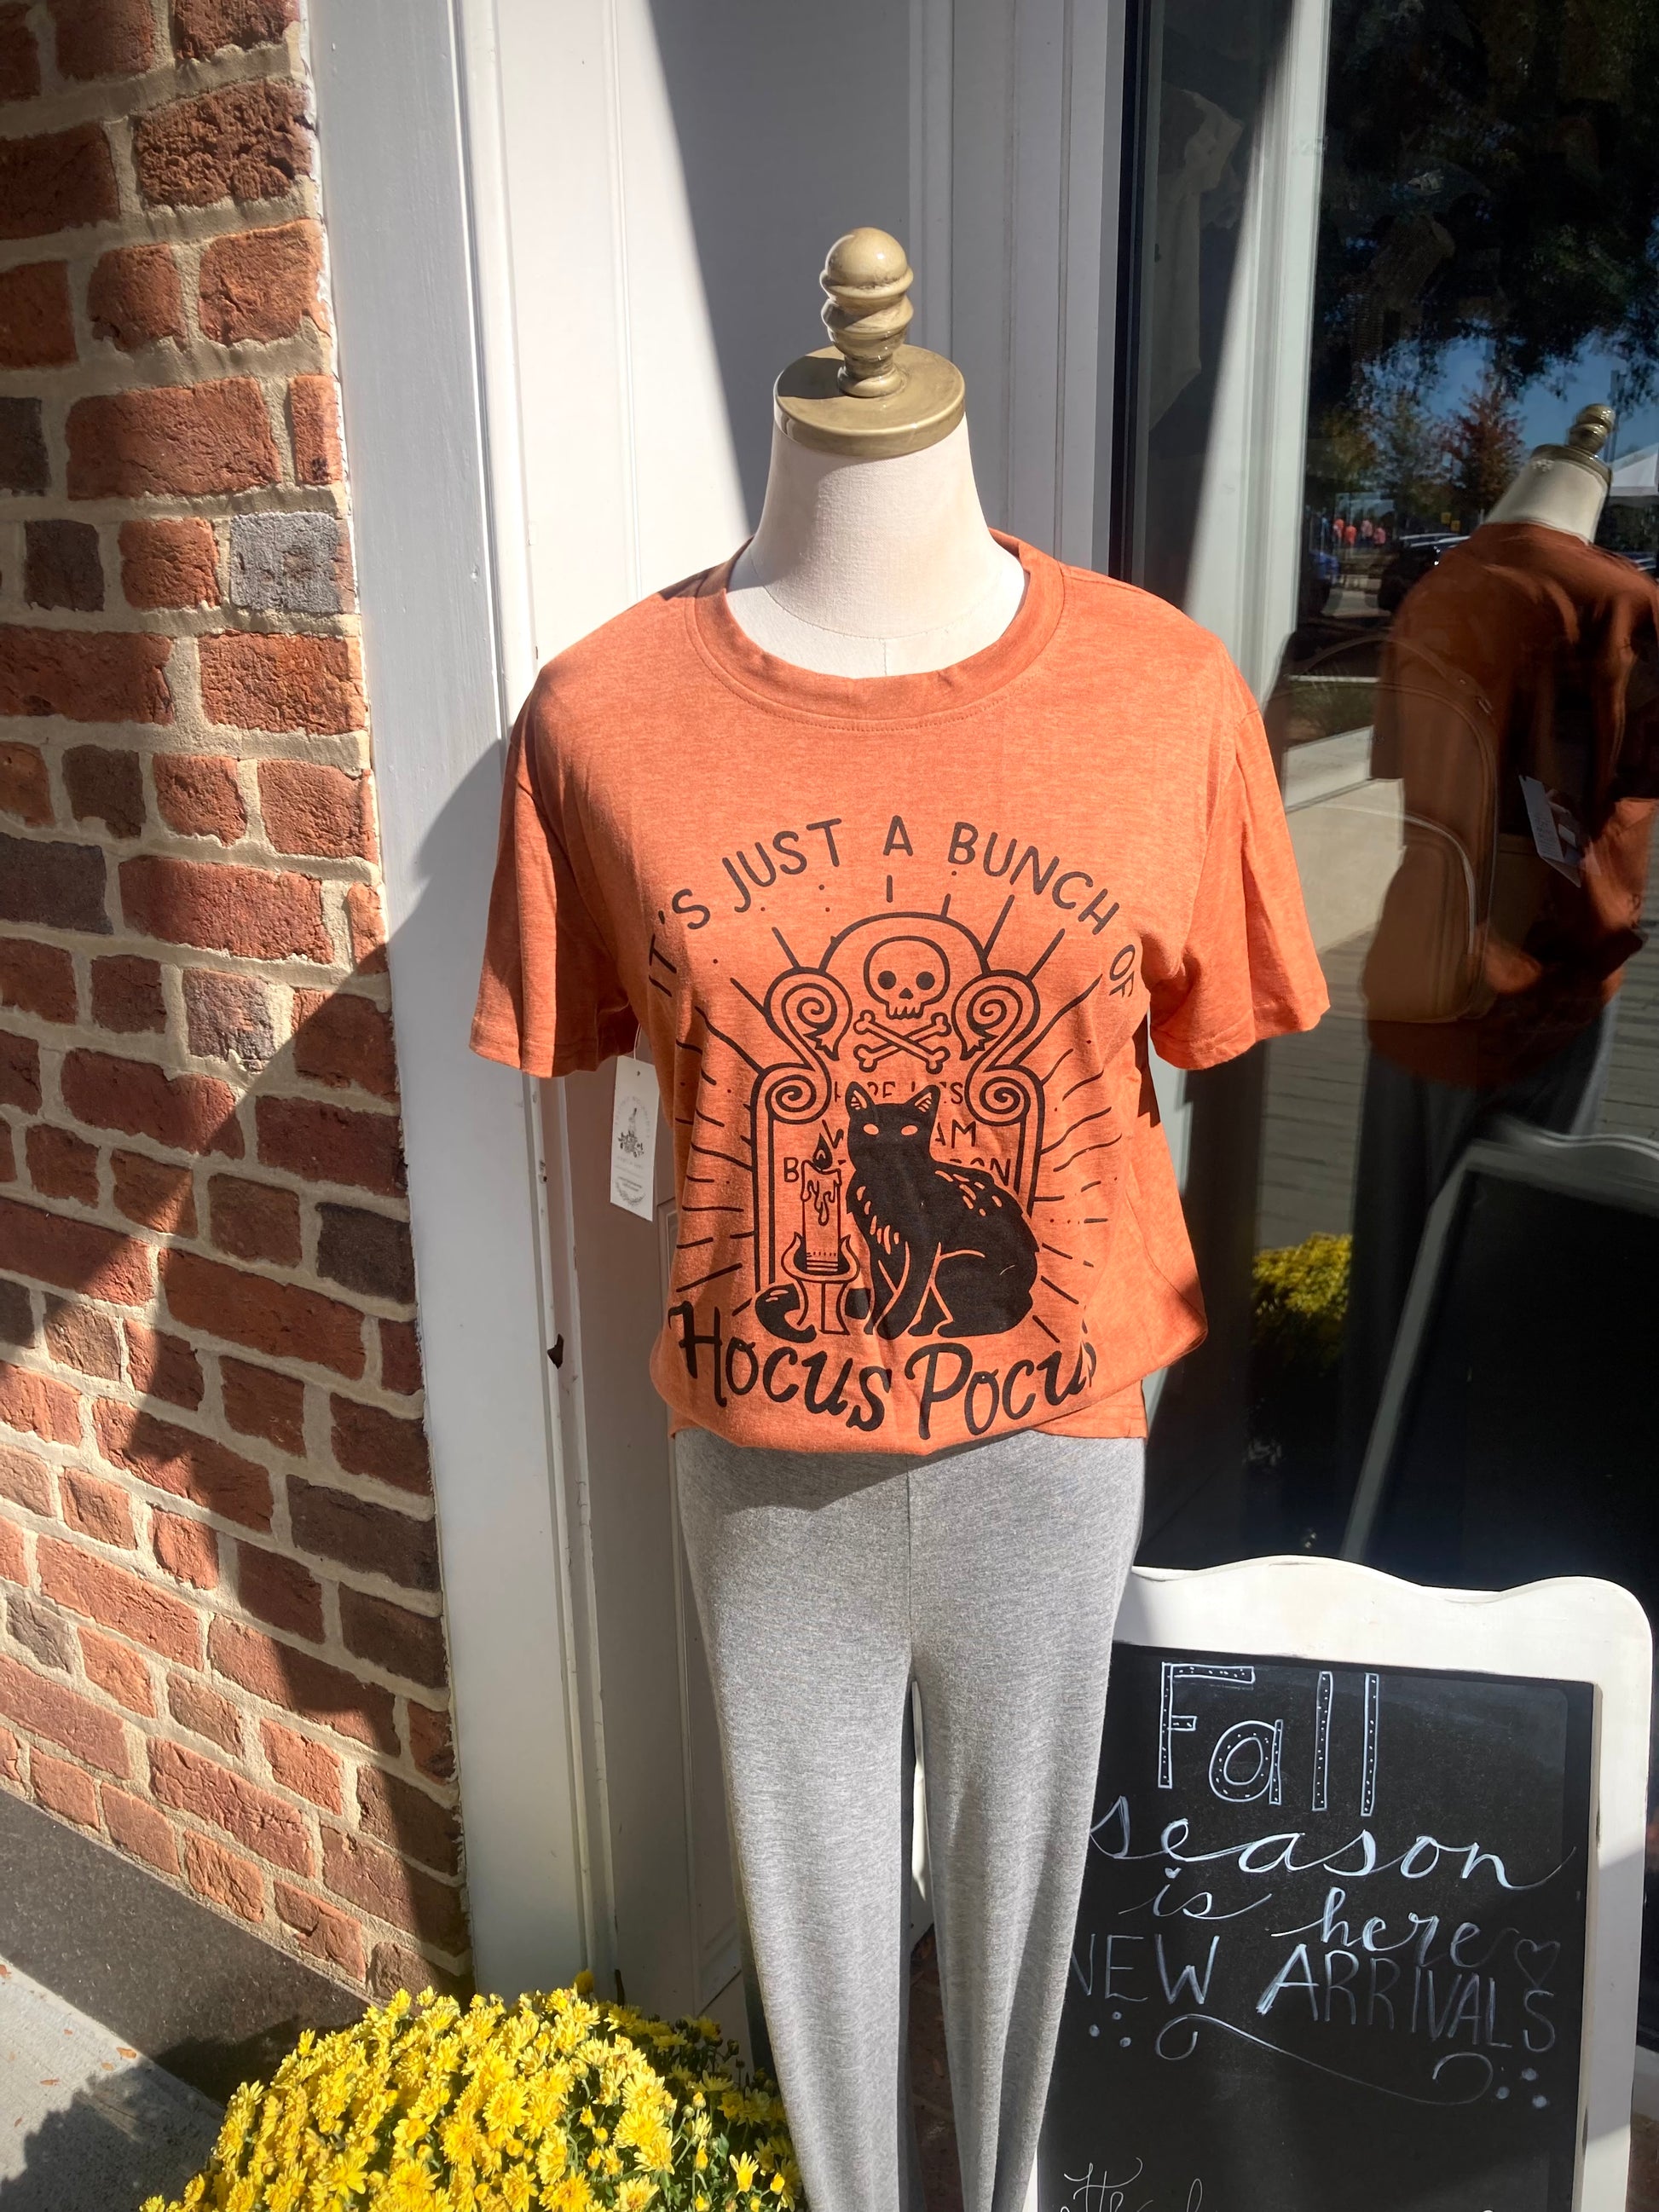 IT'S JUST A BUNCH OF
HOCUS POCUS
Fall
season
is here
NEW ARRIVALS